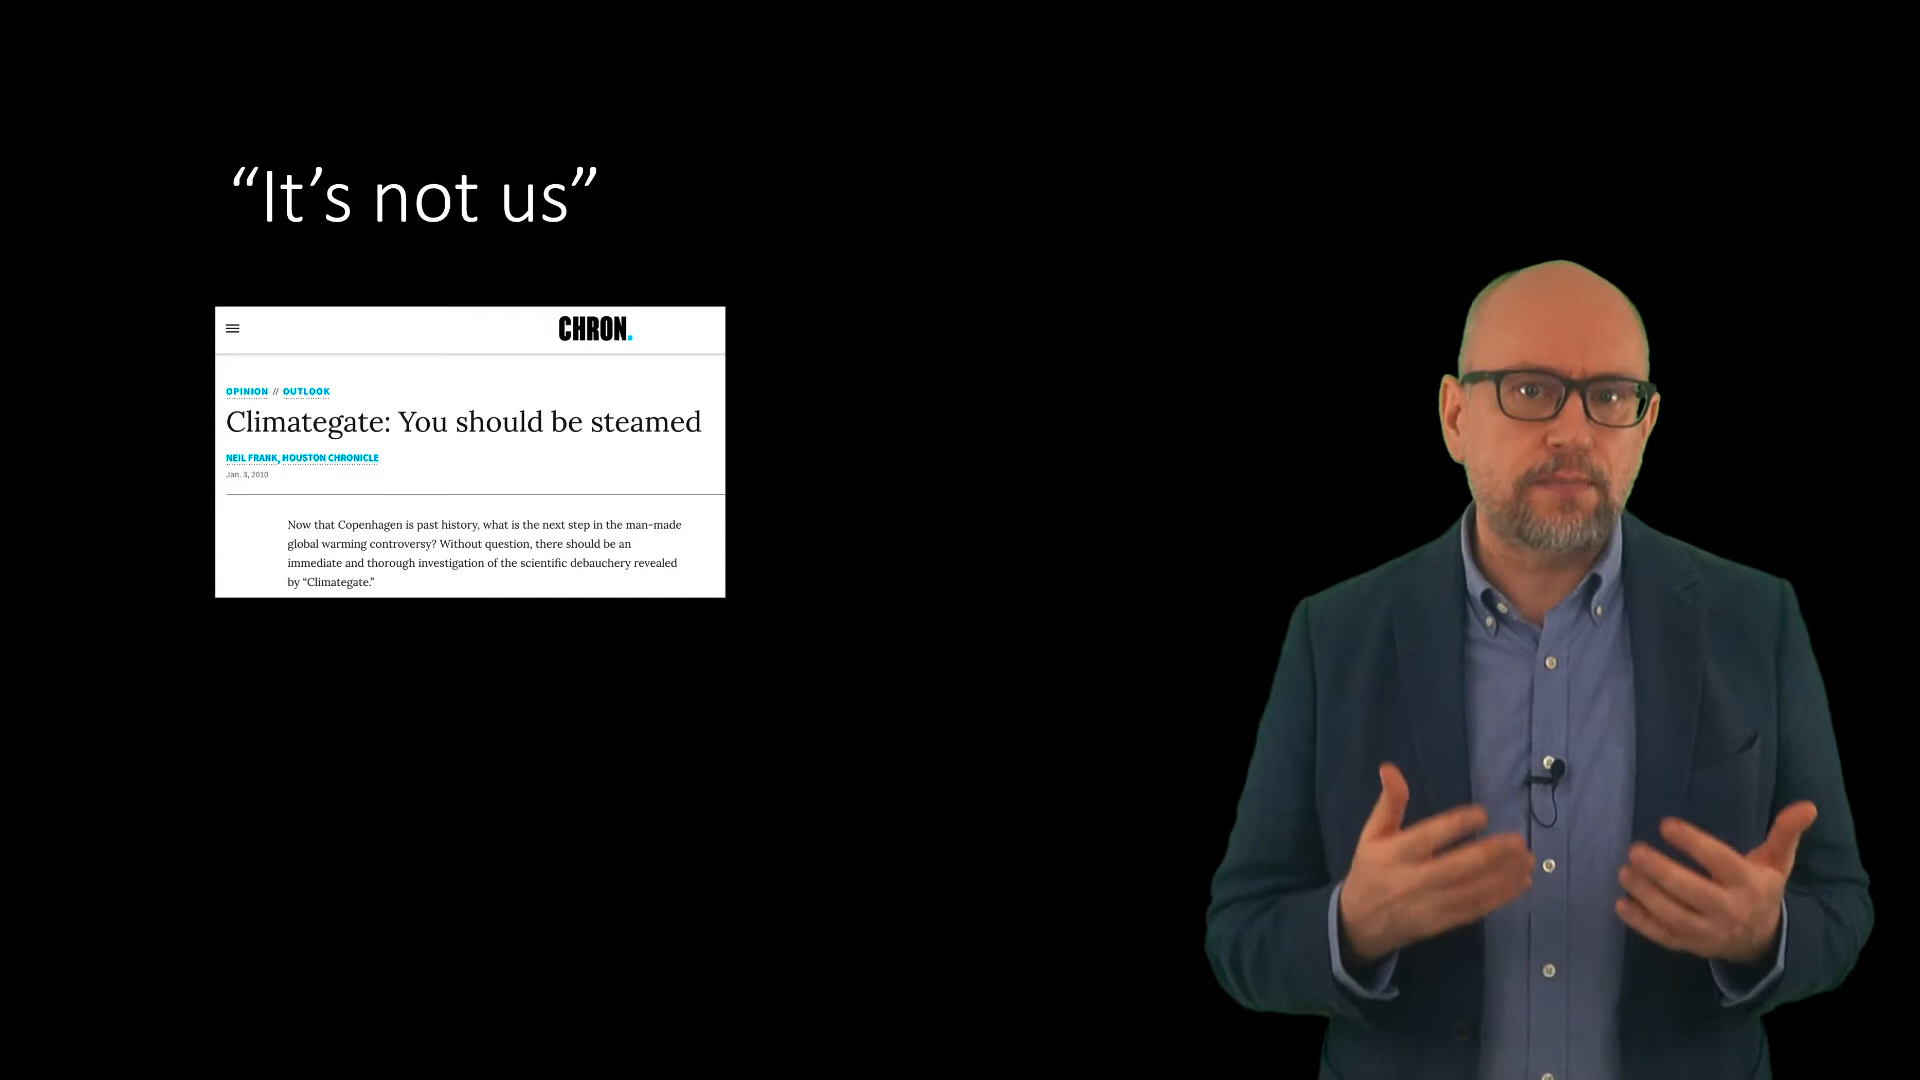 “It’s not us”
CHRON.
OPINION // OUTLOOK
Climategate: You should be steamed
NEIL FRANK, HOUSTON CHRONICLE
Jan. 3, 2010
Now that Copenhagen is past history, what is the next step in the man-made
global warming controversy? Without question, there should be an
immediate and thorough investigation of the scientific debauchery revealed
by “Climategate.”